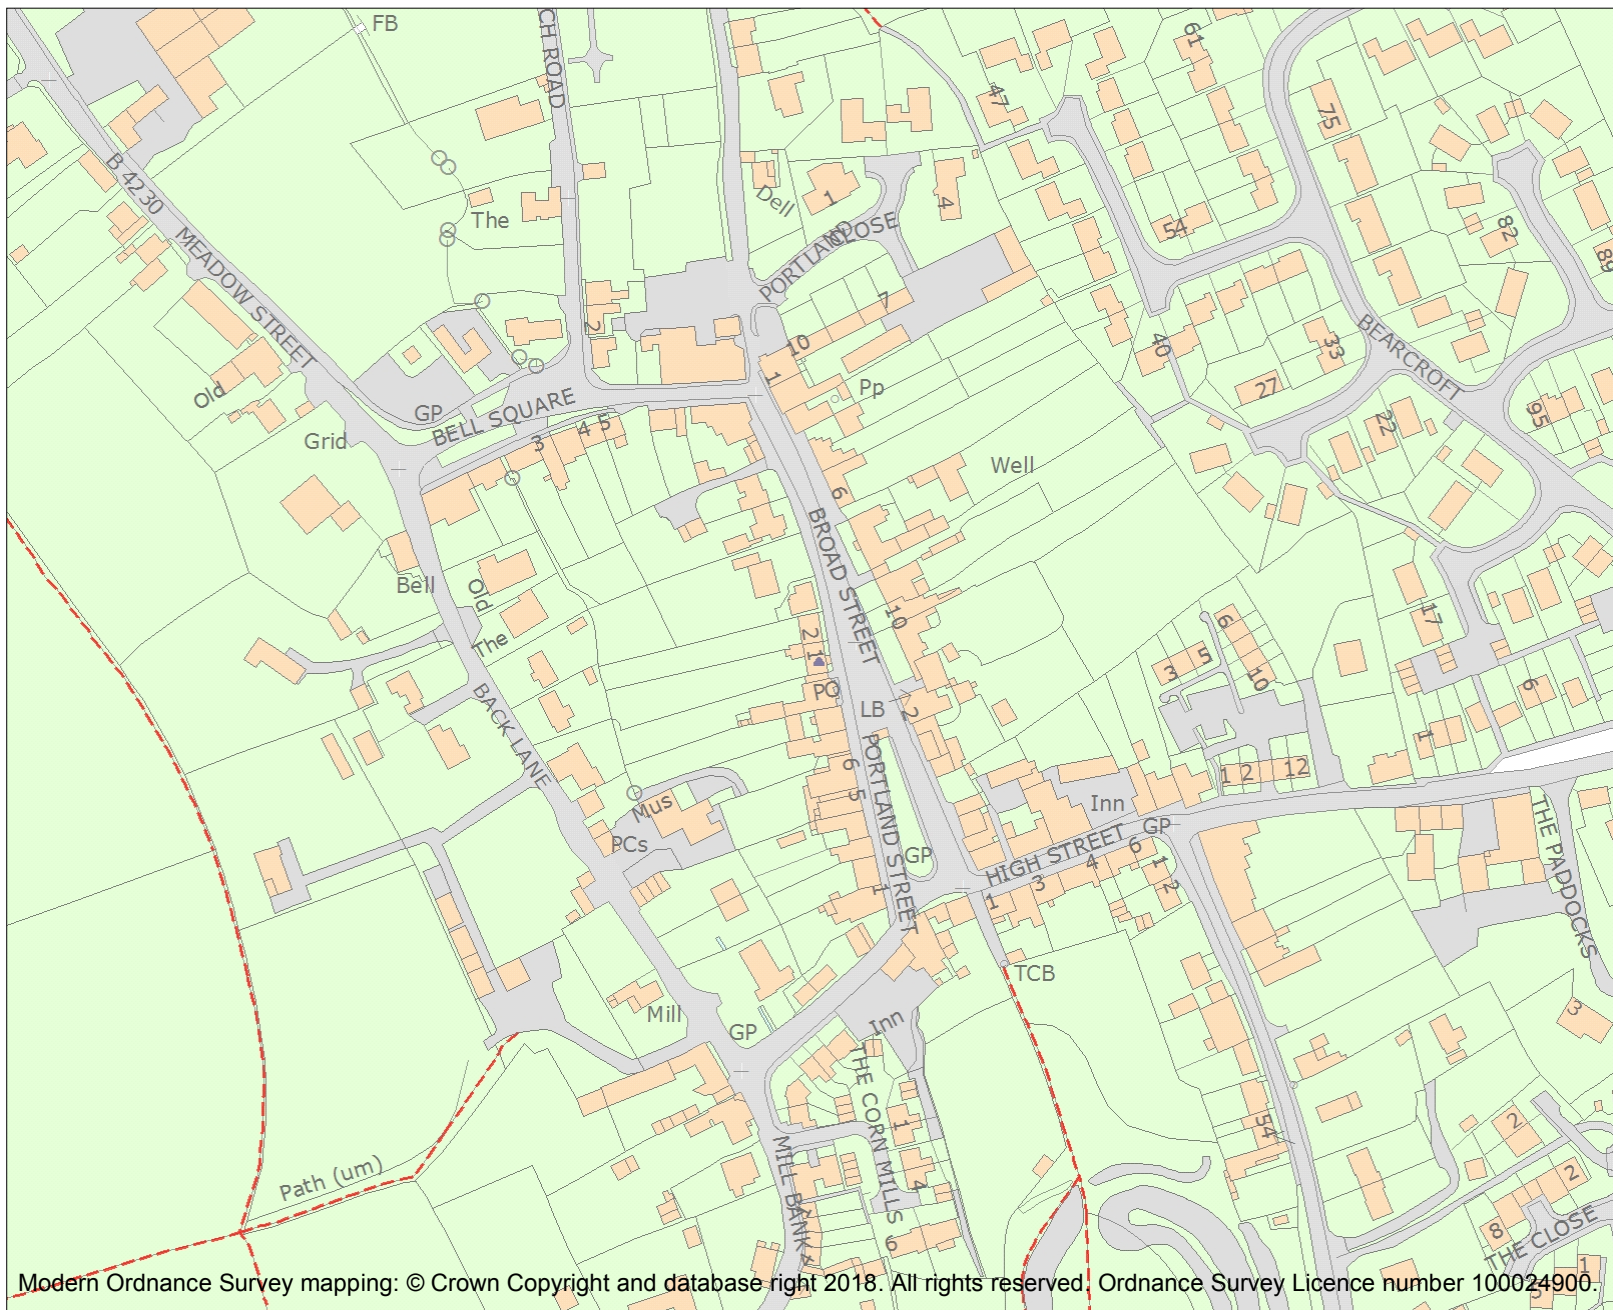 FB
CH ROAD
61
47
75
B 4230
The
Dell
1
4
54
82
89
MEADOW STREET
PORTLAND
CLOSE
2
7
10
1
40
33
BEARCROFT
Old
Pp
27
GP
BELL SQUARE
3
4
5
22
95
Grid
6
Well
BROAD STREET
Bell
Old
10
17
The
2
1
6
3
5
10
6
BACK LANE
PO
LB
2
1
6
5
PORTLAND STREET
1
2
12
Mus
Inn
PCs
GP
HIGH STREET
GP
THE PADDOCKS
1
1
3
4
6
1
2
TCB
Mill
GP
Inn
3
THE CORN MILLS
1
54
2
Path (um)
MILL BANK
4
2
6
8
THE CLOSE
4
1
Modern Ordnance Survey mapping: © Crown Copyright and database right 2018. All rights reserved. Ordnance Survey Licence number 100024900.